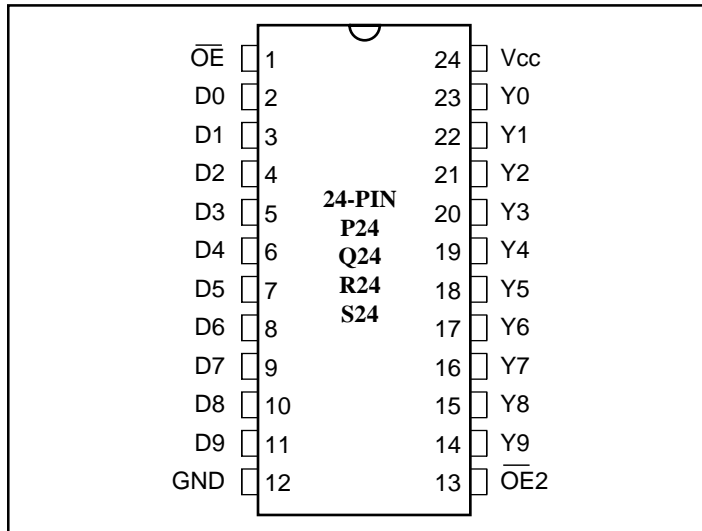 O̅E̅ 1 24 Vcc
D0 2 23 Y0
D1 3 22 Y1
D2 4 21 Y2
D3 5 20 Y3
D4 6 19 Y4
D5 7 18 Y5
D6 8 17 Y6
D7 9 16 Y7
D8 10 15 Y8
D9 11 14 Y9
GND 12 13 O̅E̅2
24-PIN
P24
Q24
R24
S24